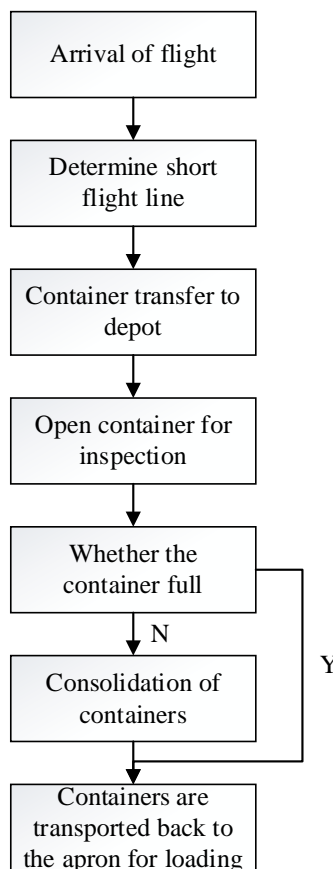 Arrival of flight
Determine short
flight line
Container transfer to
depot
Open container for
inspection
Whether the
container full
N
Y
Consolidation of
containers
Containers are
transported back to
the apron for loading